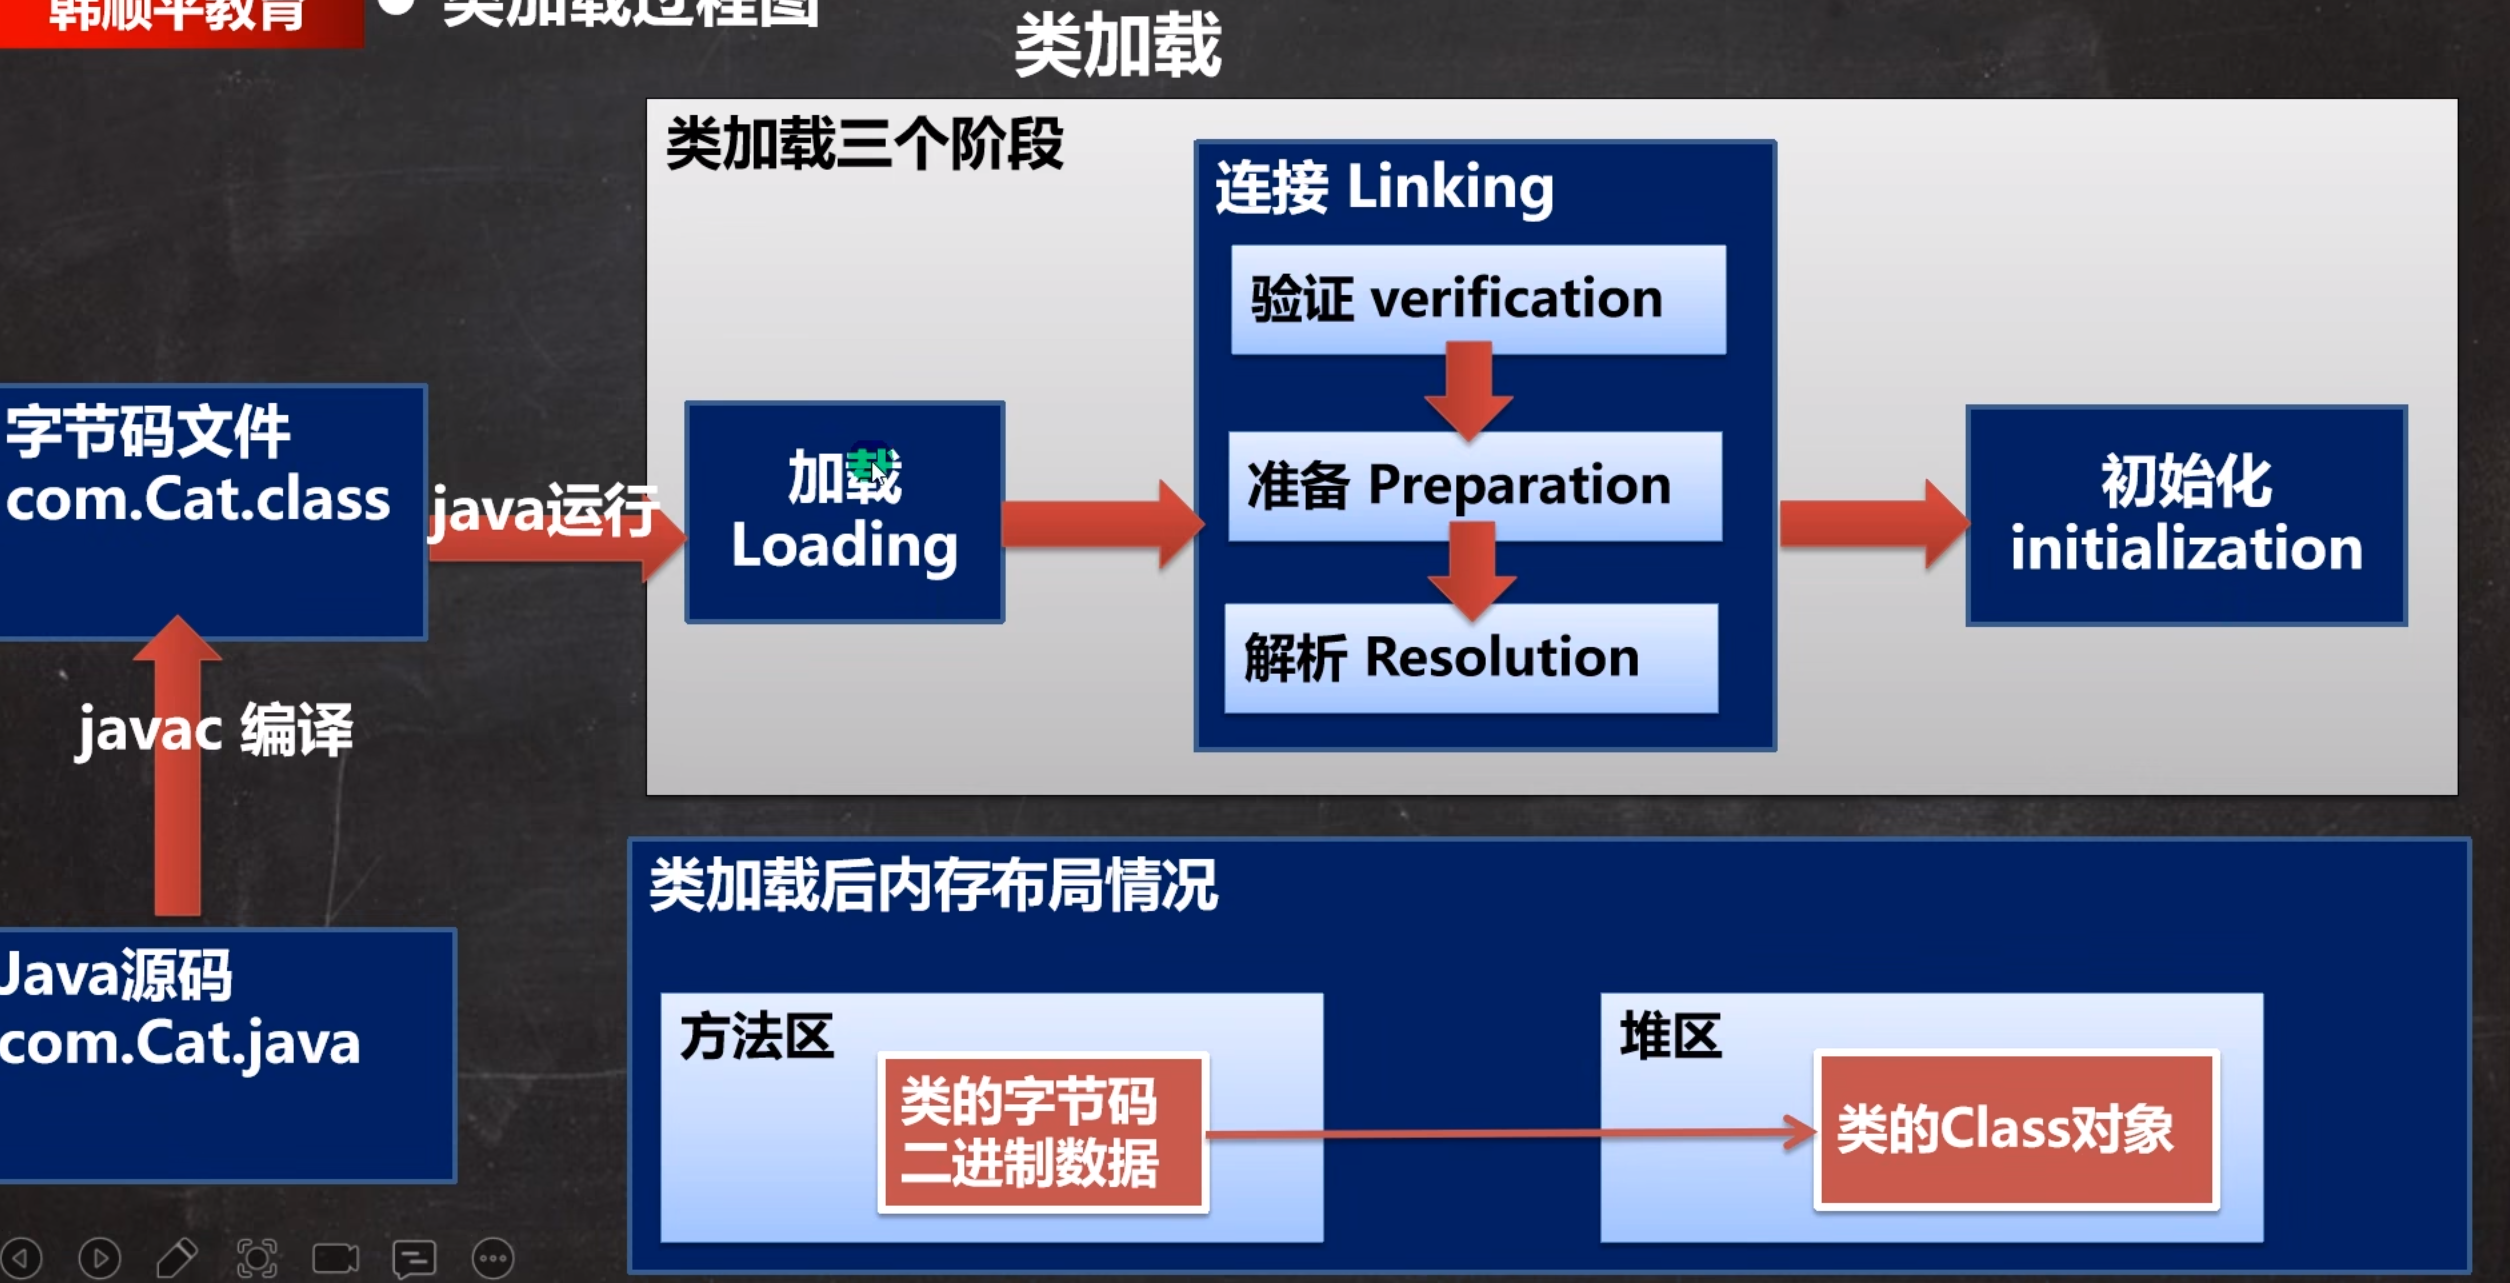 韩顺平教育
● 类加载过程图
类加载
类加载三个阶段
连接 Linking
验证 verification
准备 Preparation
解析 Resolution
字节码文件
com.Cat.class
java运行
加载
Loading
初始化
initialization
javac 编译
Java源码
com.Cat.java
类加载后内存布局情况
方法区
类的字节码
二进制数据
堆区
类的Class对象